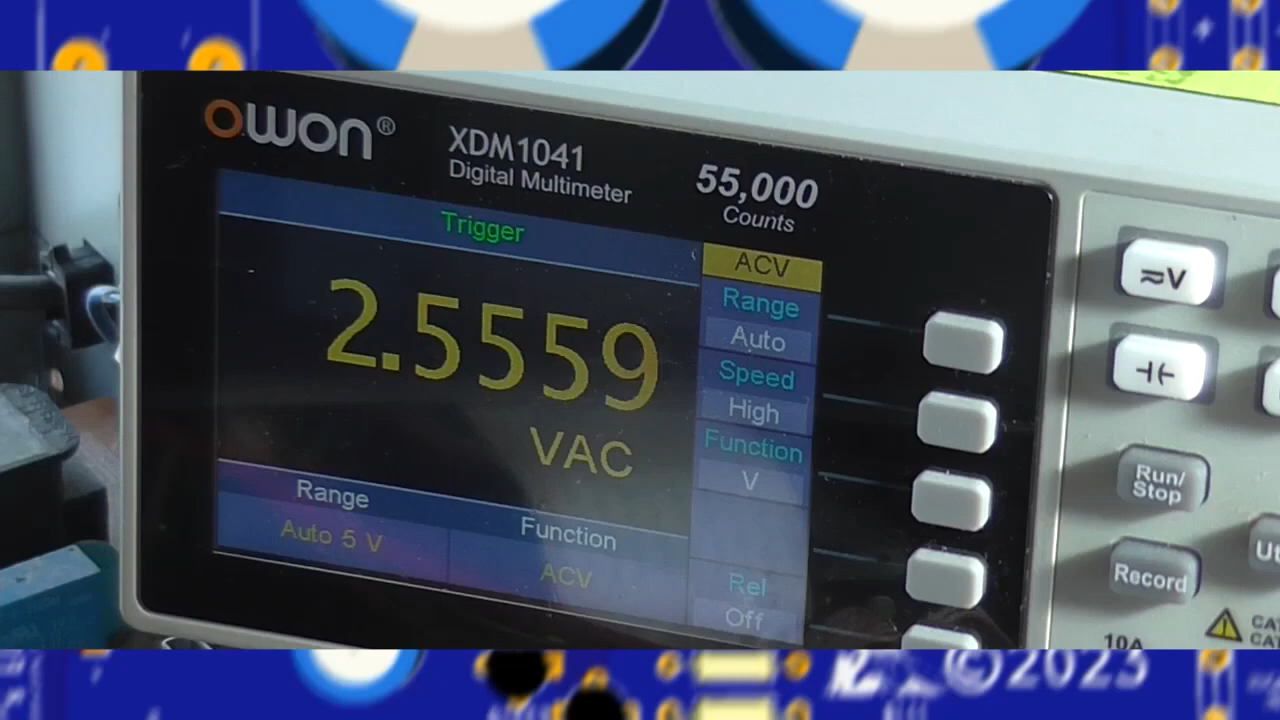 OWON®
XDM1041
Digital Multimeter
55,000
Counts
Trigger
2.5559
VAC
Range
Auto 5 V
Function
ACV
ACV
Range
Auto
Speed
High
Function
V
Rel
Off
V
Run/
Stop
Record
10A
©2023